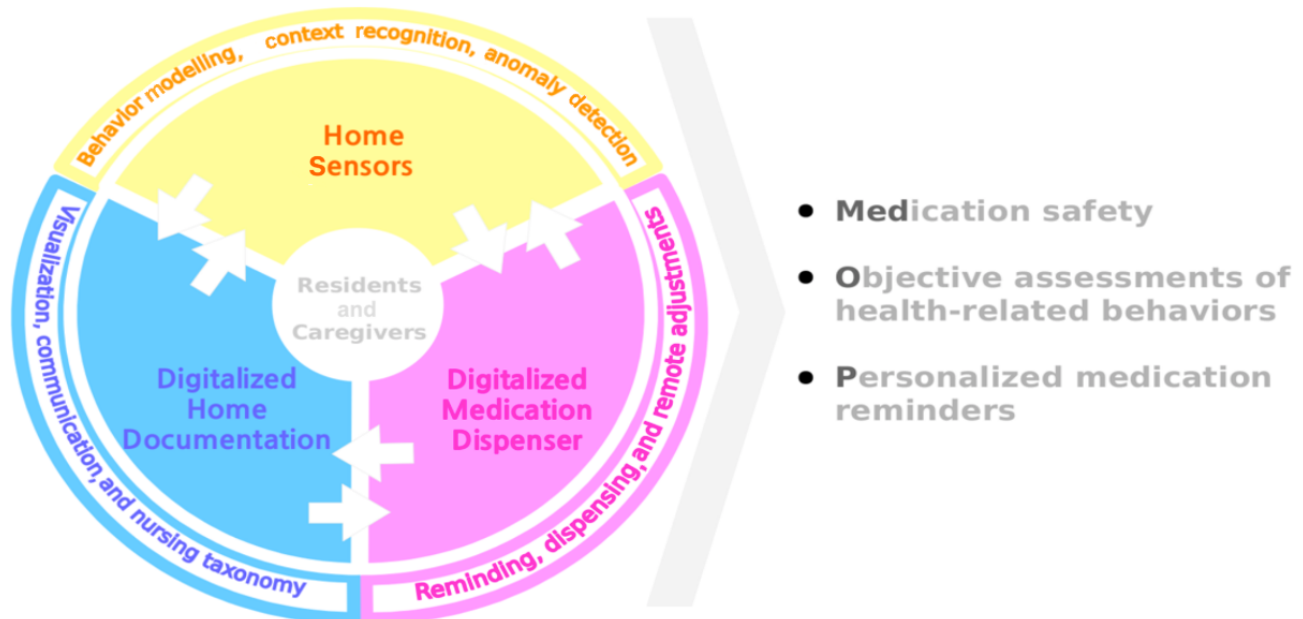 Behavior modelling, context recognition, anomaly detection
Home
Sensors
Residents
and
Caregivers
Digitalized
Home
Documentation
Digitalized
Medication
Dispenser
Visualization, communication, and nursing taxonomy
Reminding, dispensing, and remote adjustments
• Medication safety
• Objective assessments of
health-related behaviors
• Personalized medication
reminders